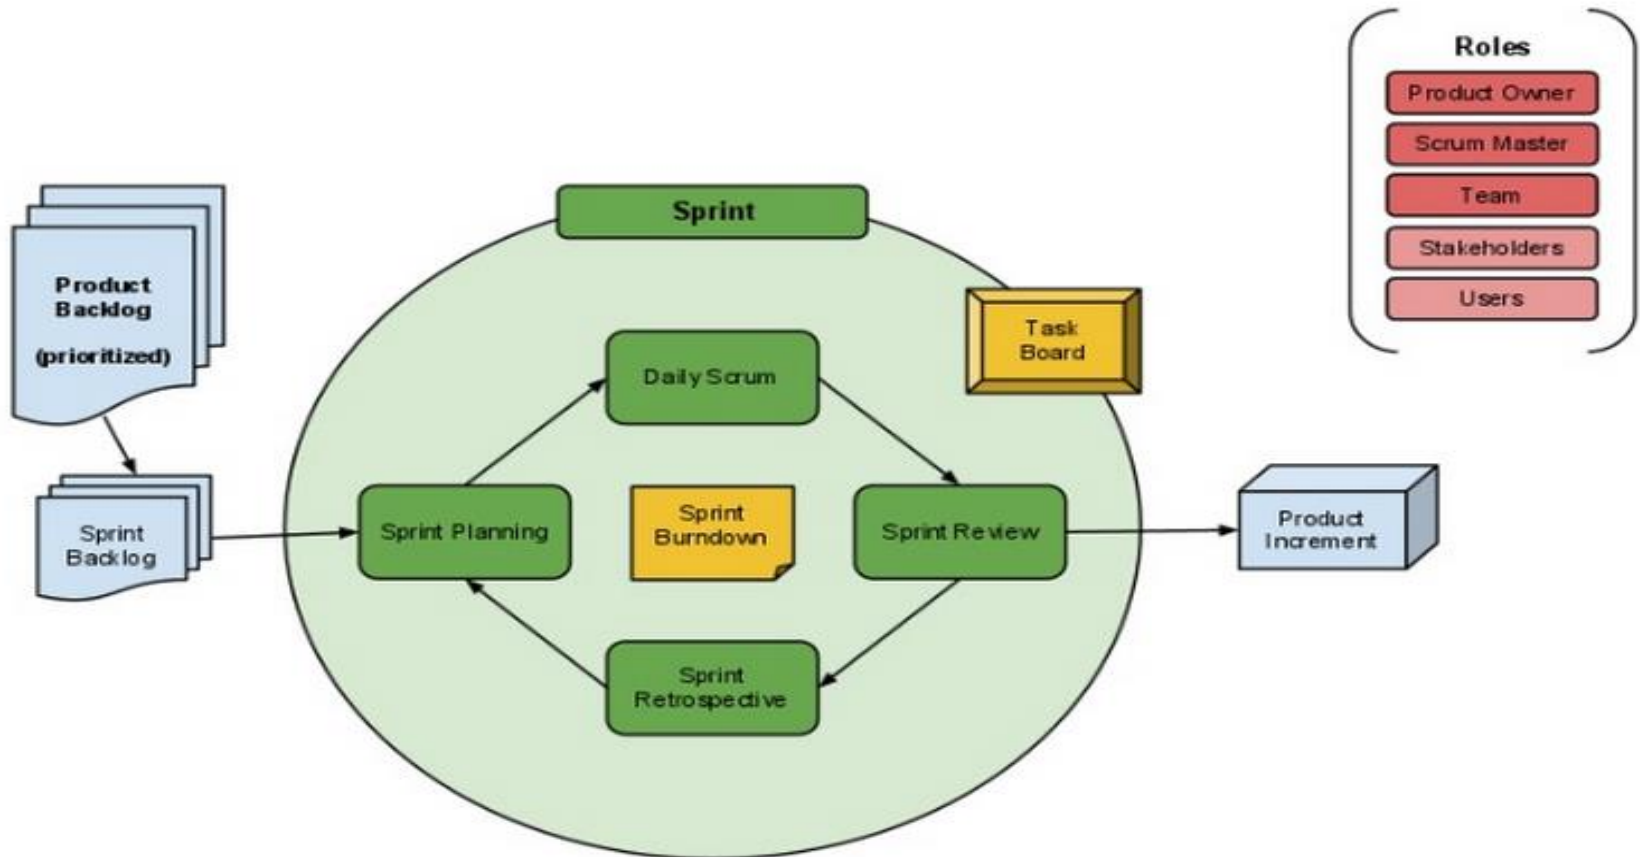 Roles
Product Owner
Scrum Master
Team
Stakeholders
Users
Sprint
Product
Backlog
(prioritized)
Task
Board
Daily Scrum
Sprint
Backlog
Sprint Planning
Sprint
Burndown
Sprint Review
Product
Increment
Sprint
Retrospective